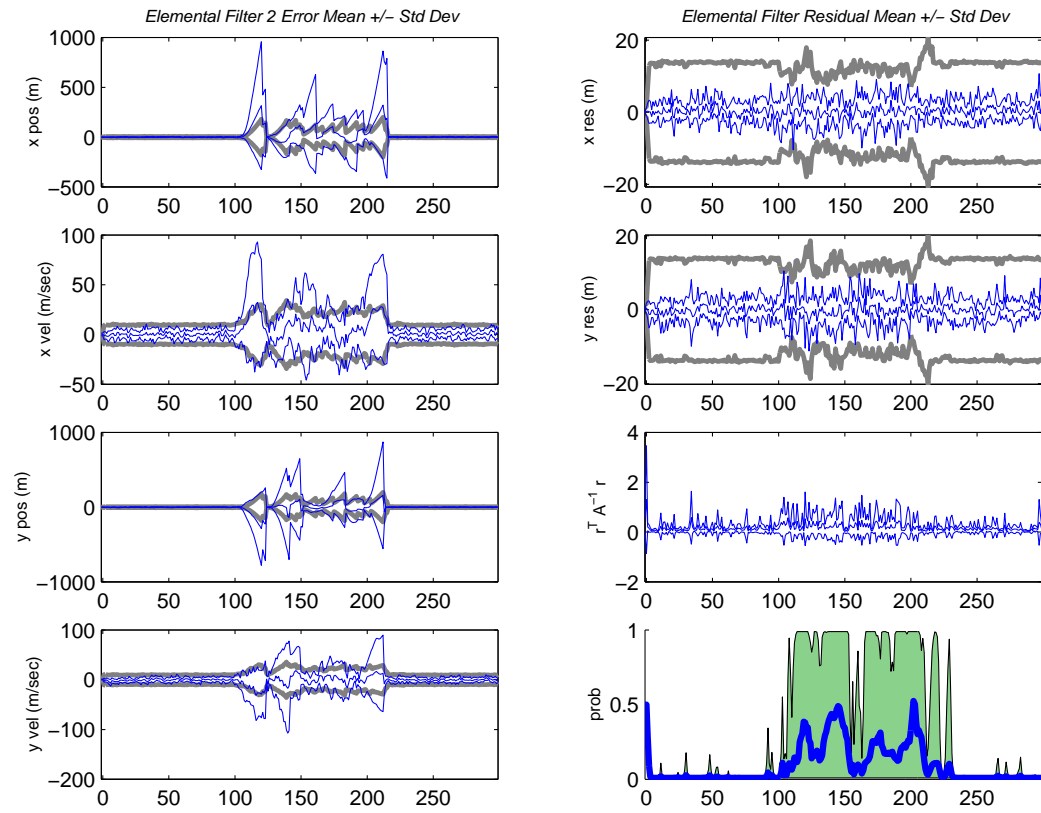 Elemental Filter 2 Error Mean +/− Std Dev
1000
500
0
−500
x pos (m)
0 50 100 150 200 250
100
50
0
−50
x vel (m/sec)
0 50 100 150 200 250
1000
0
−1000
y pos (m)
0 50 100 150 200 250
100
0
−100
−200
y vel (m/sec)
0 50 100 150 200 250
Elemental Filter Residual Mean +/− Std Dev
20
0
−20
x res (m)
0 50 100 150 200 250
20
0
−20
y res (m)
0 50 100 150 200 250
4
2
0
−2
r^T A^−1 r
0 50 100 150 200 250
1
0.5
0
prob
0 50 100 150 200 250